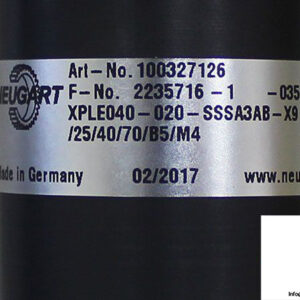 NEUGART
Art-No. 100327126
F-No. 2235716-1 -035
XPLE040-020-SSSA3AB-X9
/25/40/70/B5/M4
Made in Germany 02/2017 www.neu